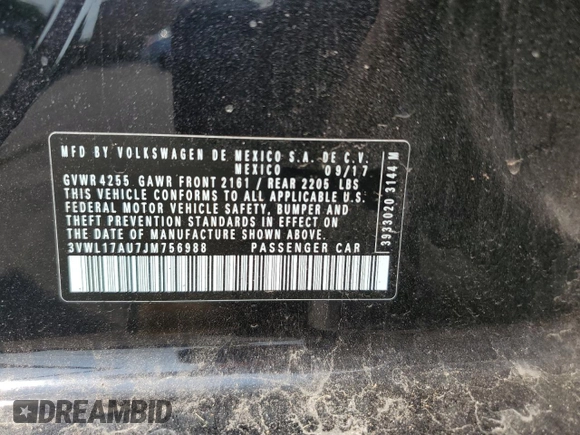 MFD BY VOLKSWAGEN DE MEXICO S.A. DE C.V.
MEXICO 09/17
GVWR 4255 GAWR FRONT 2161 / REAR 2205 LBS
THIS VEHICLE CONFORMS TO ALL APPLICABLE U.S.
FEDERAL MOTOR VEHICLE SAFETY, BUMPER AND
THEFT PREVENTION STANDARDS IN EFFECT ON
THE DATE OF MANUFACTURE SHOWN ABOVE.
3VWL17AU7JM756988 PASSENGER CAR
3933020 3144 M
DREAMBID